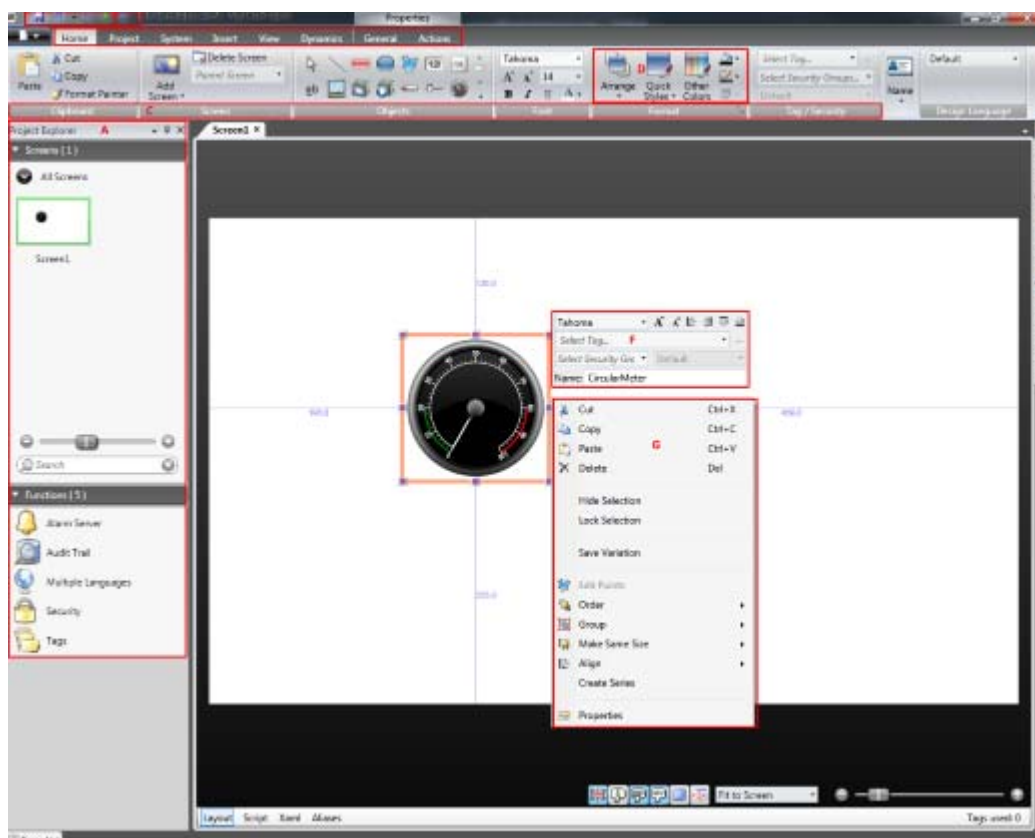 Properties
Home Project System Insert View Dynamics General Actions
Paste
Cut
Copy
Format Painter
Add Screen
Delete Screen
Parent Screen
Tahoma
14
B I U A
Arrange
D
Quick Styles
Other Colors
Select Tag...
Select Security Groups...
Default
Name
Default
Clipboard
C
Screen
Objects
Font
Format
Tag / Security
Design Language
Project Explorer A
Screen1 ×
Screens (1)
All Screens
Screen1
Search
Functions (5)
Alarm Server
Audit Trail
Multiple Languages
Security
Tags
Tahoma
Select Tag... F
Select Security Gro
Default
Name: CircularMeter
Cut Ctrl+X
Copy Ctrl+C
G
Paste Ctrl+V
Delete Del
Hide Selection
Lock Selection
Save Variation
Edit Points
Order
Group
Make Same Size
Align
Create Series
Properties
Fit to Screen
Layout Script Xaml Aliases
Tags used: 0